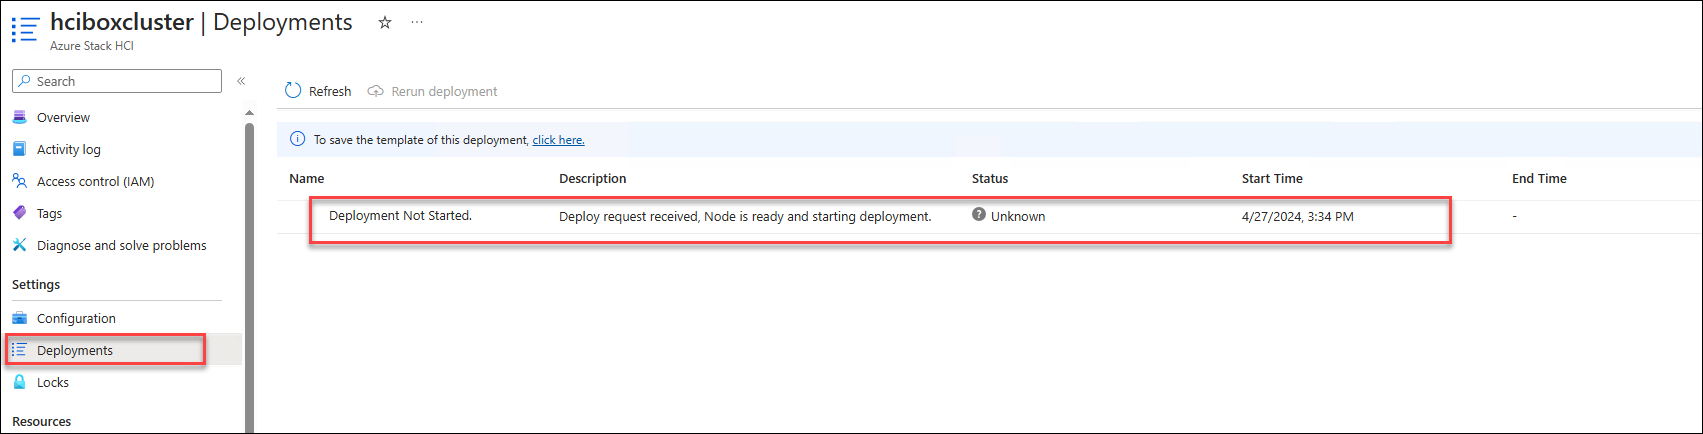 hciboxcluster | Deployments ☆ ...
Azure Stack HCI
Search «
Overview
Activity log
Access control (IAM)
Tags
Diagnose and solve problems
Settings
Configuration
Deployments
Locks
Resources
Refresh Rerun deployment
To save the template of this deployment, click here.
Name Description Status Start Time End Time
Deployment Not Started. Deploy request received, Node is ready and starting deployment. Unknown 4/27/2024, 3:34 PM -